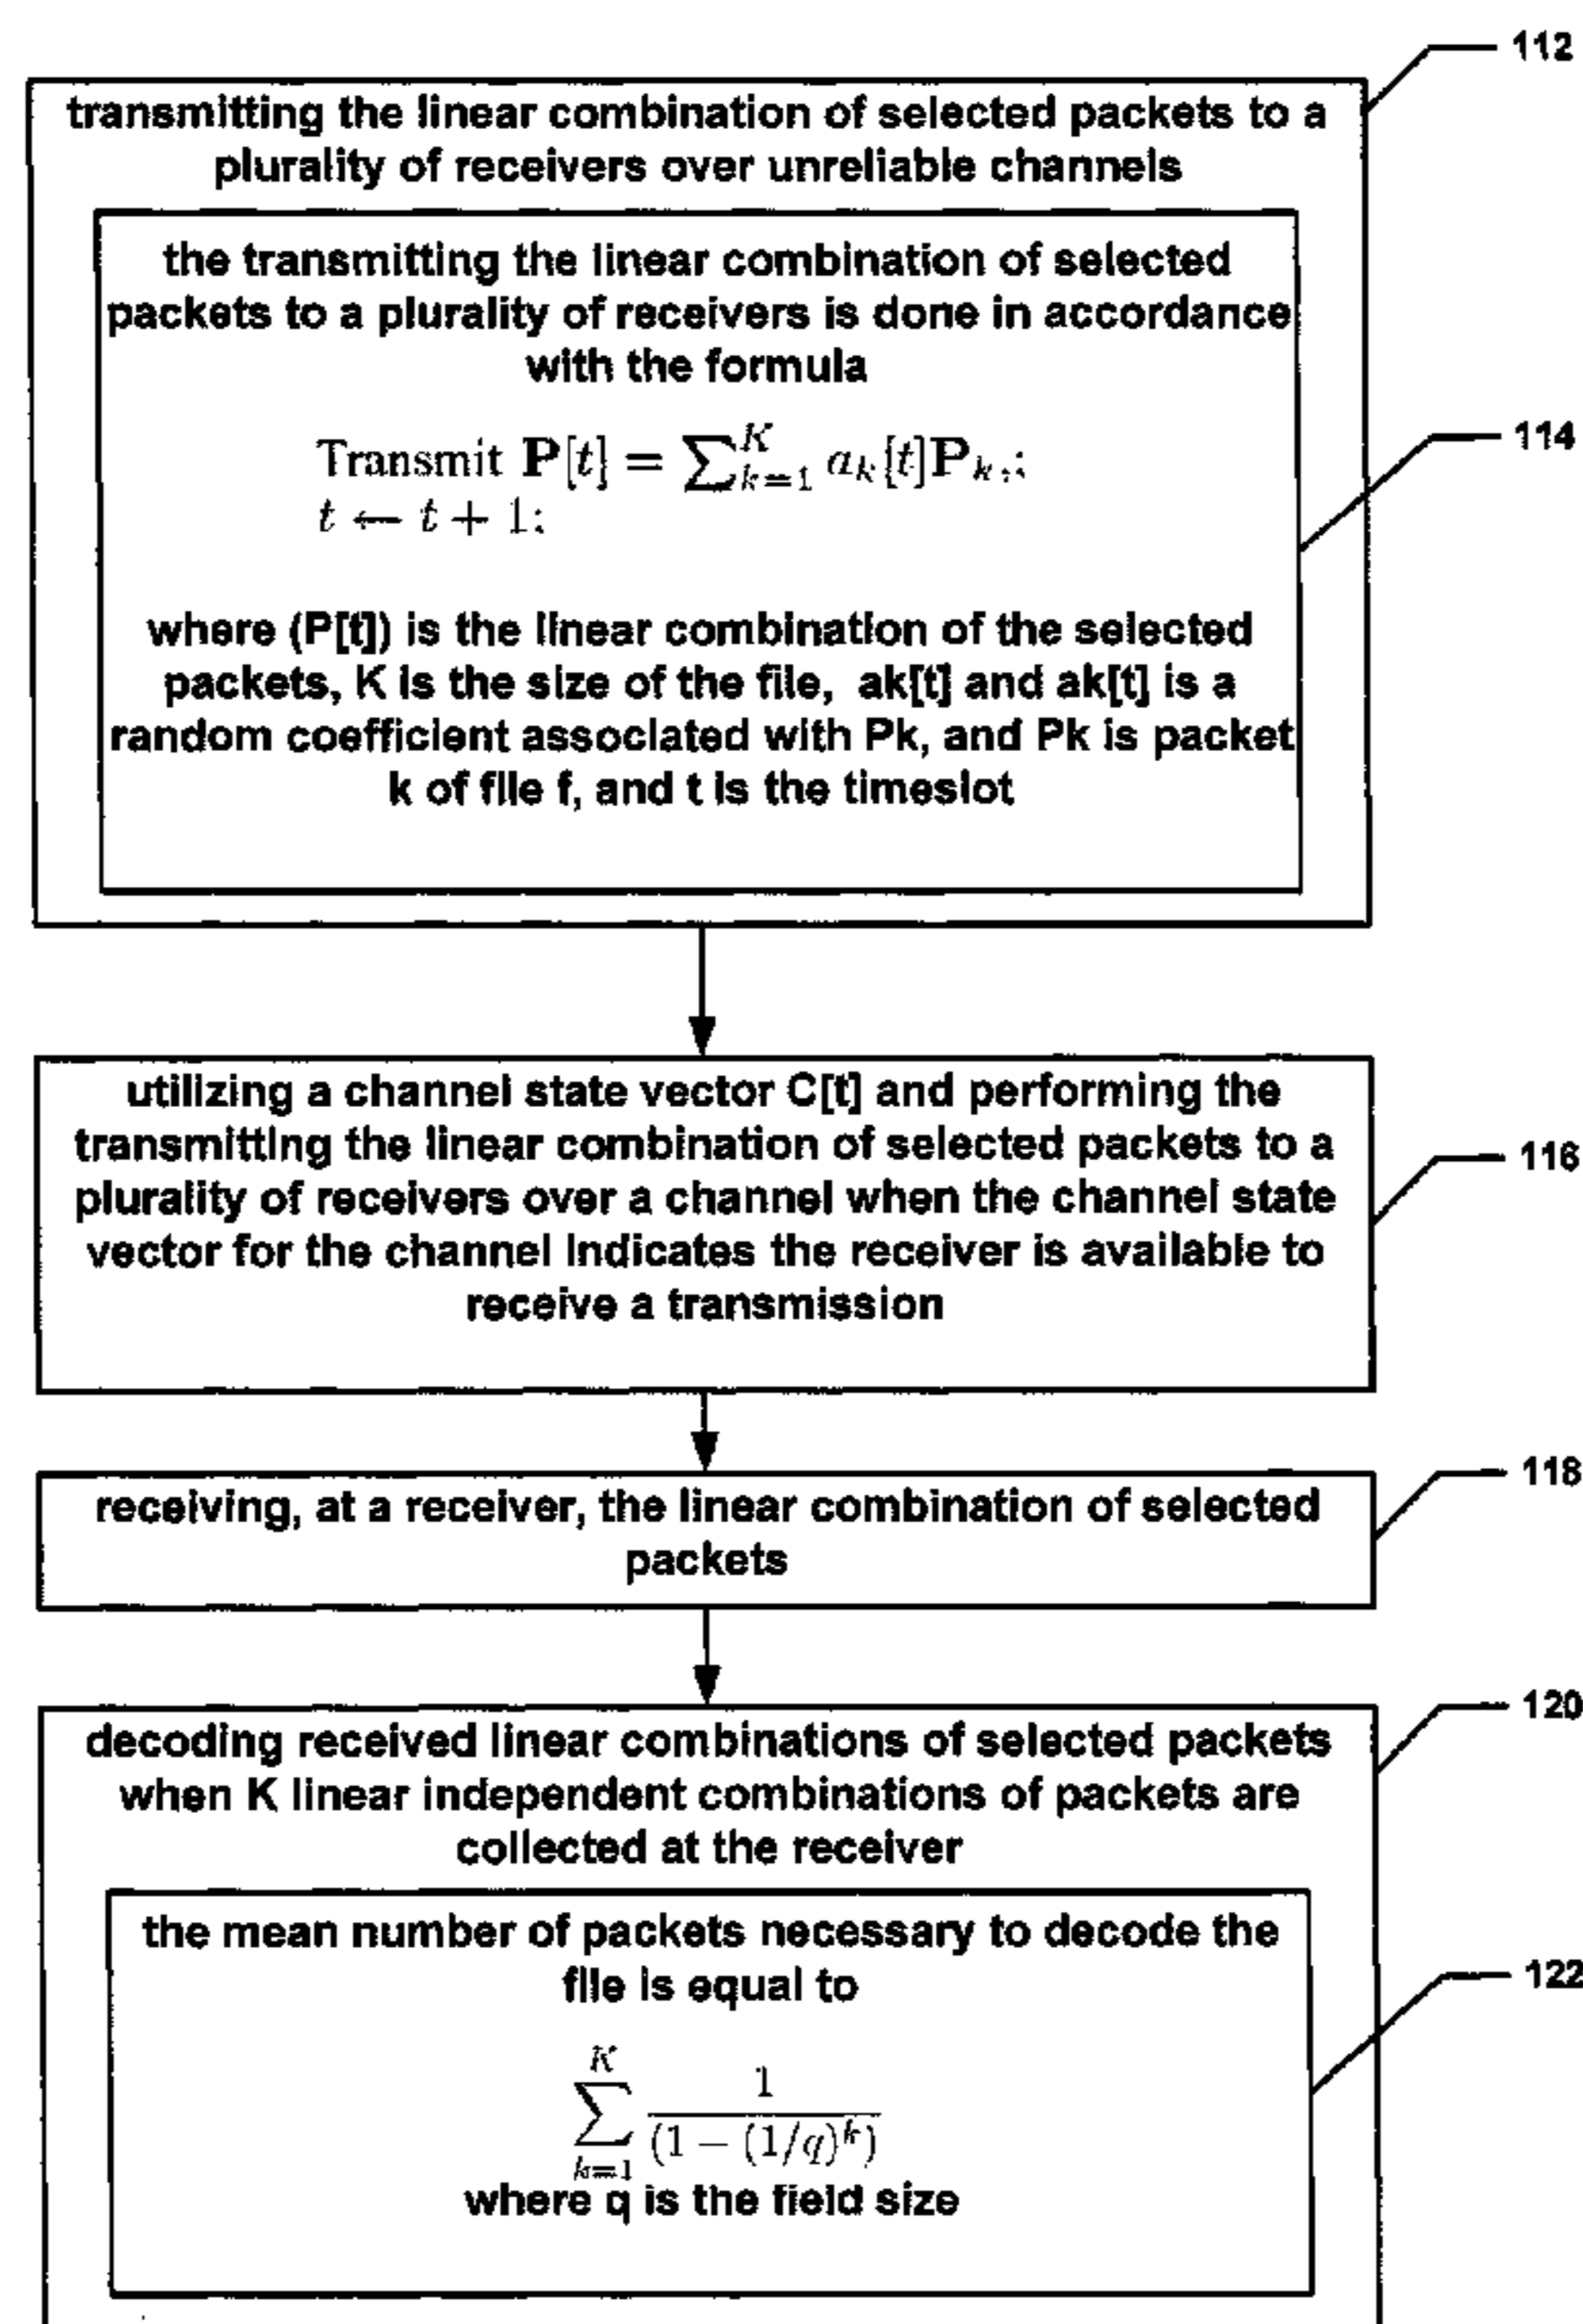 112
transmitting the linear combination of selected packets to a
plurality of receivers over unreliable channels
the transmitting the linear combination of selected
packets to a plurality of receivers is done in accordance
with the formula
Transmit P[t] = ∑_{k=1}^{K} a_k[t]P_k,;
t ← t + 1;
114
where (P[t]) is the linear combination of the selected
packets, K is the size of the file, ak[t] and ak[t] is a
random coefficient associated with Pk, and Pk is packet
k of file f, and t is the timeslot
utilizing a channel state vector C[t] and performing the
transmitting the linear combination of selected packets to a
plurality of receivers over a channel when the channel state
vector for the channel indicates the receiver is available to
receive a transmission
116
receiving, at a receiver, the linear combination of selected
packets
118
decoding received linear combinations of selected packets
when K linear independent combinations of packets are
collected at the receiver
120
the mean number of packets necessary to decode the
file is equal to
∑_{k=1}^{K} 1/(1 − (1/q)^k)
where q is the field size
122